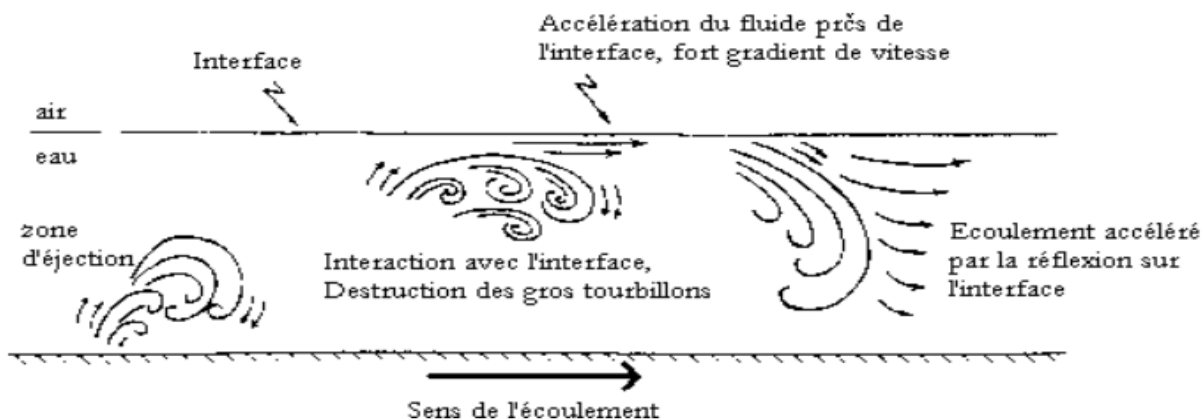 Accélération du fluide prčs de
l'interface, fort gradient de vitesse
Interface
air
eau
zone
d'éjection
Interaction avec l'interface,
Destruction des gros tourbillons
Ecoulement accéléré
par la réflexion sur
l'interface
Sens de l'écoulement